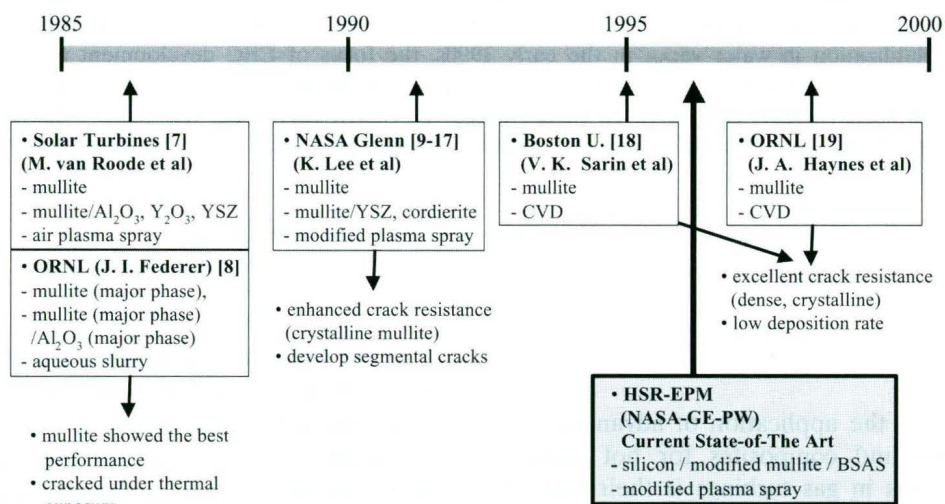 1985 1990 1995 2000
• Solar Turbines [7]
(M. van Roode et al)
- mullite
- mullite/Al₂O₃, Y₂O₃, YSZ
- air plasma spray
• ORNL (J. I. Federer) [8]
- mullite (major phase),
- mullite (major phase)
/Al₂O₃ (major phase)
- aqueous slurry
• mullite showed the best
performance
• cracked under thermal
• NASA Glenn [9-17]
(K. Lee et al)
- mullite
- mullite/YSZ, cordierite
- modified plasma spray
• enhanced crack resistance
(crystalline mullite)
• develop segmental cracks
• Boston U. [18]
(V. K. Sarin et al)
- mullite
- CVD
• ORNL [19]
(J. A. Haynes et al)
- mullite
- CVD
• excellent crack resistance
(dense, crystalline)
• low deposition rate
• HSR-EPM
(NASA-GE-PW)
Current State-of-The Art
- silicon / modified mullite / BSAS
- modified plasma spray